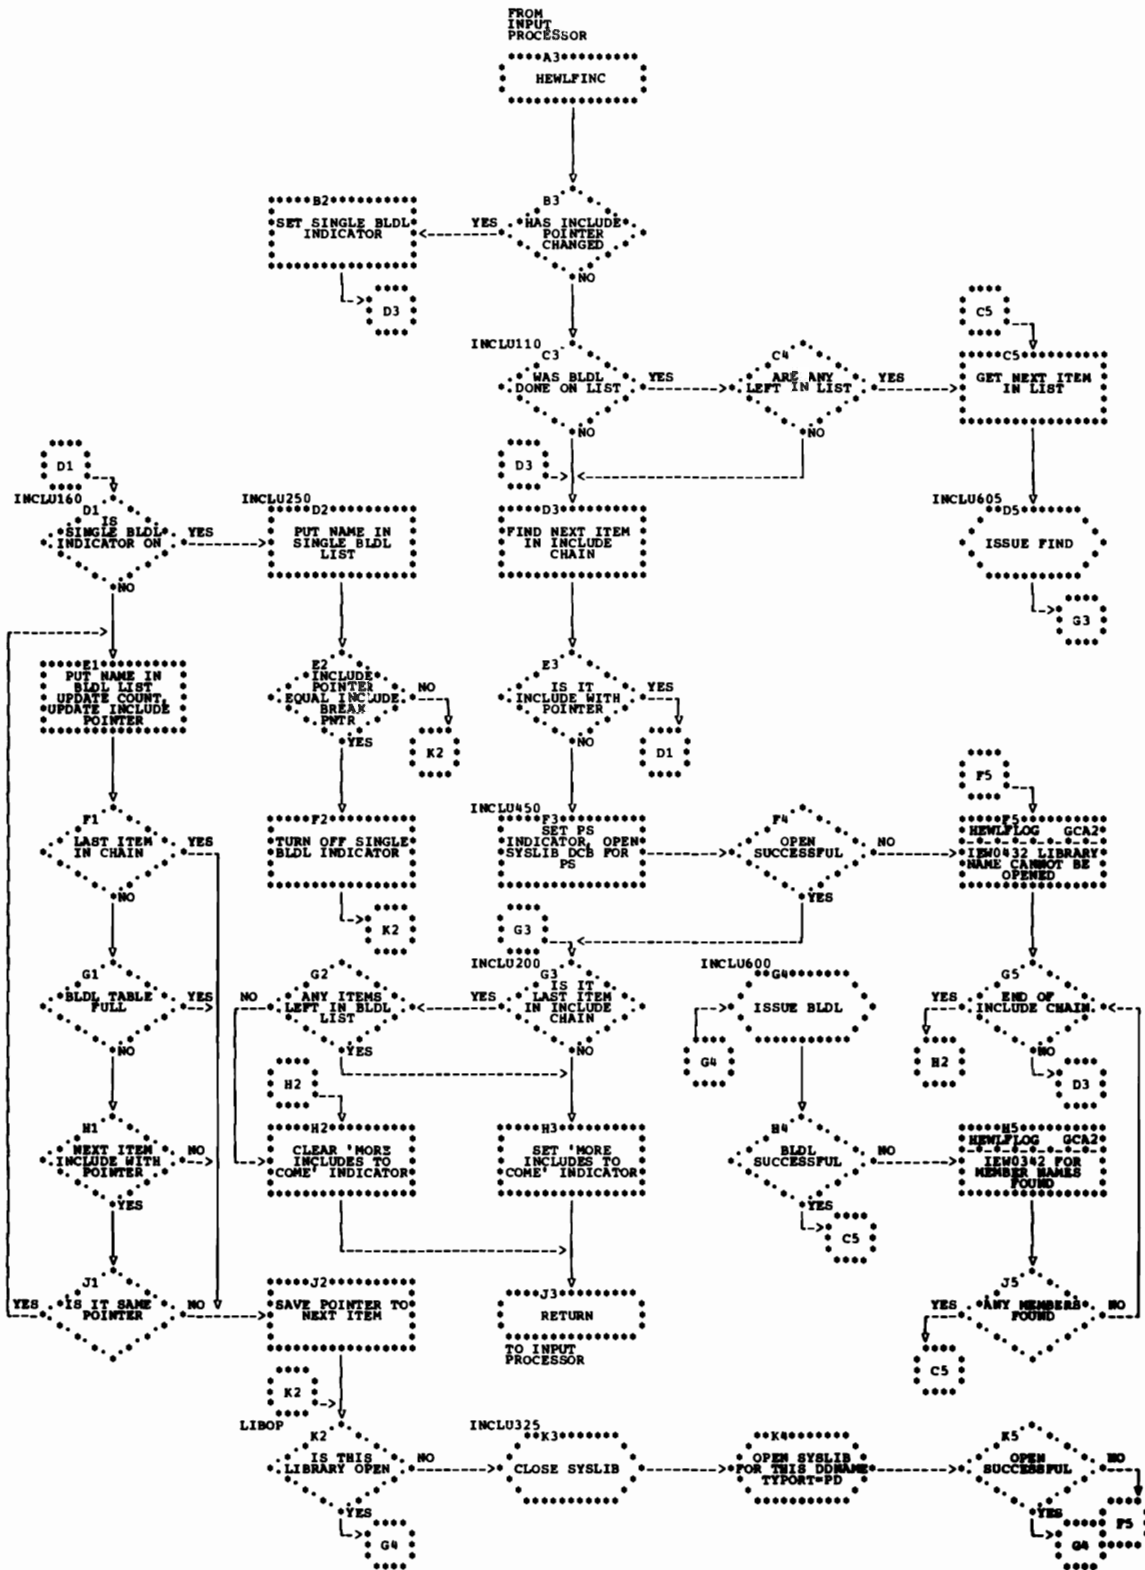 FROM
INPUT
PROCESSOR
A3
HEWLFINC
B2
SET SINGLE BLDL
INDICATOR
YES
B3
HAS INCLUDE
POINTER
CHANGED
NO
D3
C5
INCLU110
C3
WAS BLDL
DONE ON LIST
YES
C4
ARE ANY
LEFT IN LIST
YES
C5
GET NEXT ITEM
IN LIST
NO
NO
D1
D3
INCLU160
D1
IS
SINGLE BLDL
INDICATOR ON
YES
INCLU250
D2
PUT NAME IN
SINGLE BLDL
LIST
D3
FIND NEXT ITEM
IN INCLUDE
CHAIN
INCLU605
D5
ISSUE FIND
NO
G3
E1
PUT NAME IN
BLDL LIST
UPDATE COUNT,
UPDATE INCLUDE
POINTER
E2
INCLUDE
POINTER
EQUAL INCLUDE
BREAK
PNTR
NO
YES
K2
E3
IS IT
INCLUDE WITH
POINTER
YES
NO
D1
F5
F1
LAST ITEM
IN CHAIN
YES
NO
F2
TURN OFF SINGLE
BLDL INDICATOR
INCLU450
F3
SET PS
INDICATOR, OPEN
SYSLIB DCB FOR
PS
F4
OPEN
SUCCESSFUL
NO
YES
F5
HEWLFLOG GCA2
IEW0432 LIBRARY
NAME CANNOT BE
OPENED
K2
G3
G1
BLDL TABLE
FULL
YES
NO
NO
G2
ANY ITEMS
LEFT IN BLDL
LIST
YES
YES
INCLU200
G3
IS IT
LAST ITEM
IN INCLUDE
CHAIN
NO
INCLU600
G4
ISSUE BLDL
G4
YES
G5
END OF
INCLUDE CHAIN
NO
H2
D3
H2
H1
NEXT ITEM
INCLUDE WITH
POINTER
NO
YES
H2
CLEAR 'MORE
INCLUDES TO
COME' INDICATOR
H3
SET 'MORE
INCLUDES TO
COME' INDICATOR
H4
BLDL
SUCCESSFUL
NO
YES
C5
H5
HEWLFLOG GCA2
IEW0342 FOR
MEMBER NAMES
FOUND
YES
J1
IS IT SAME
POINTER
NO
J2
SAVE POINTER TO
NEXT ITEM
J3
RETURN
TO INPUT
PROCESSOR
YES
J5
ANY MEMBERS
FOUND
NO
C5
K2
LIBOP
K2
IS THIS
LIBRARY OPEN
NO
YES
G4
INCLU325
K3
CLOSE SYSLIB
K4
OPEN SYSLIB
FOR THIS DDNAME
TYPORT=PD
K5
OPEN
SUCCESSFUL
NO
YES
G4
F5